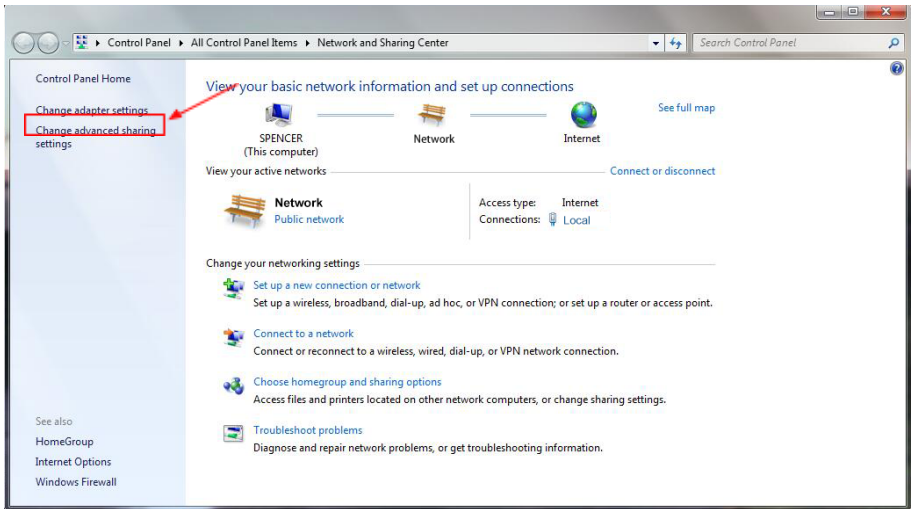 Control Panel ▸ All Control Panel Items ▸ Network and Sharing Center
Search Control Panel
Control Panel Home
Change adapter settings
Change advanced sharing
settings
See also
HomeGroup
Internet Options
Windows Firewall
View your basic network information and set up connections
See full map
SPENCER
(This computer)
Network
Internet
View your active networks
Connect or disconnect
Network
Public network
Access type: Internet
Connections: Local
Change your networking settings
Set up a new connection or network
Set up a wireless, broadband, dial-up, ad hoc, or VPN connection; or set up a router or access point.
Connect to a network
Connect or reconnect to a wireless, wired, dial-up, or VPN network connection.
Choose homegroup and sharing options
Access files and printers located on other network computers, or change sharing settings.
Troubleshoot problems
Diagnose and repair network problems, or get troubleshooting information.